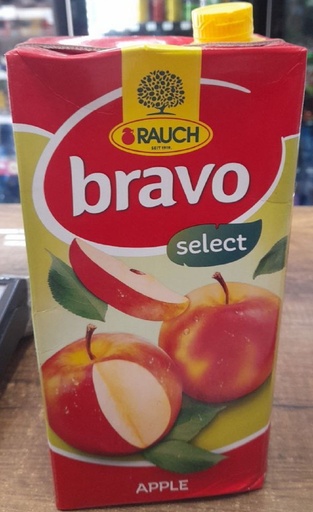 RAUCH
SEIT 1919
bravo
select
APPLE